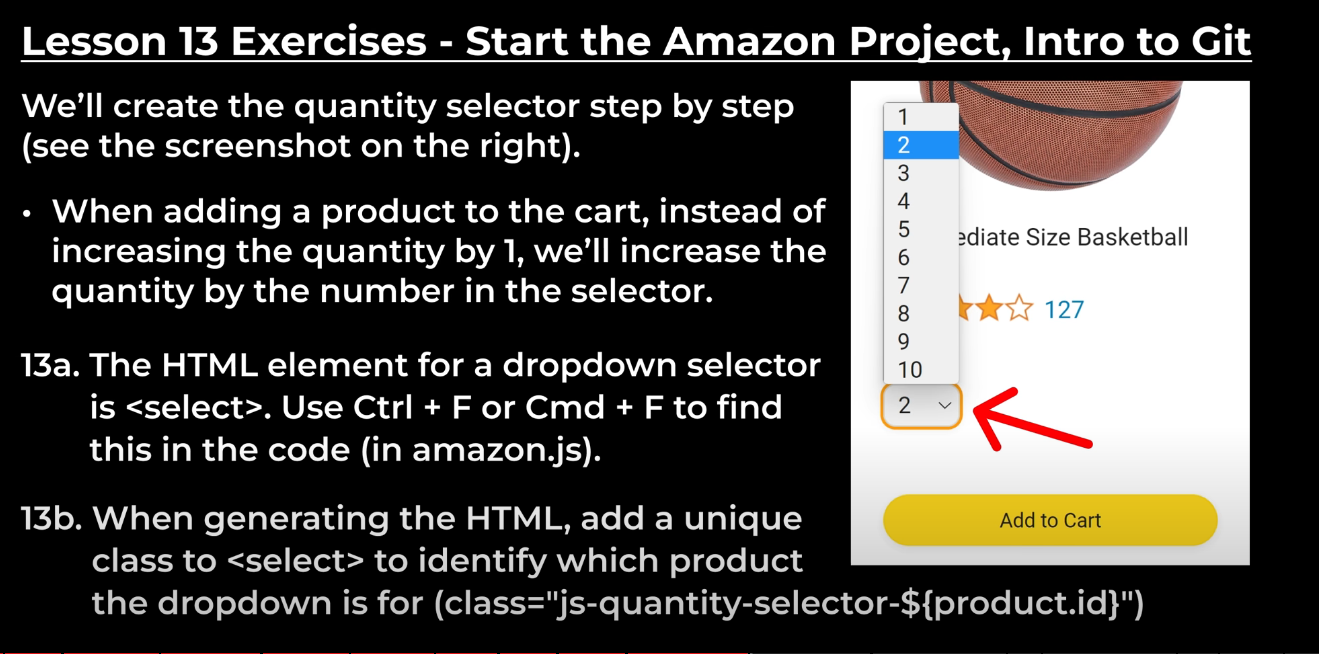 Lesson 13 Exercises - Start the Amazon Project, Intro to Git
We’ll create the quantity selector step by step
(see the screenshot on the right).
• When adding a product to the cart, instead of
increasing the quantity by 1, we’ll increase the
quantity by the number in the selector.
13a. The HTML element for a dropdown selector
is <select>. Use Ctrl + F or Cmd + F to find
this in the code (in amazon.js).
13b. When generating the HTML, add a unique
class to <select> to identify which product
the dropdown is for (class="js-quantity-selector-${product.id}")
1
2
3
4
5
6
7
8
9
10
ediate Size Basketball
127
2
Add to Cart